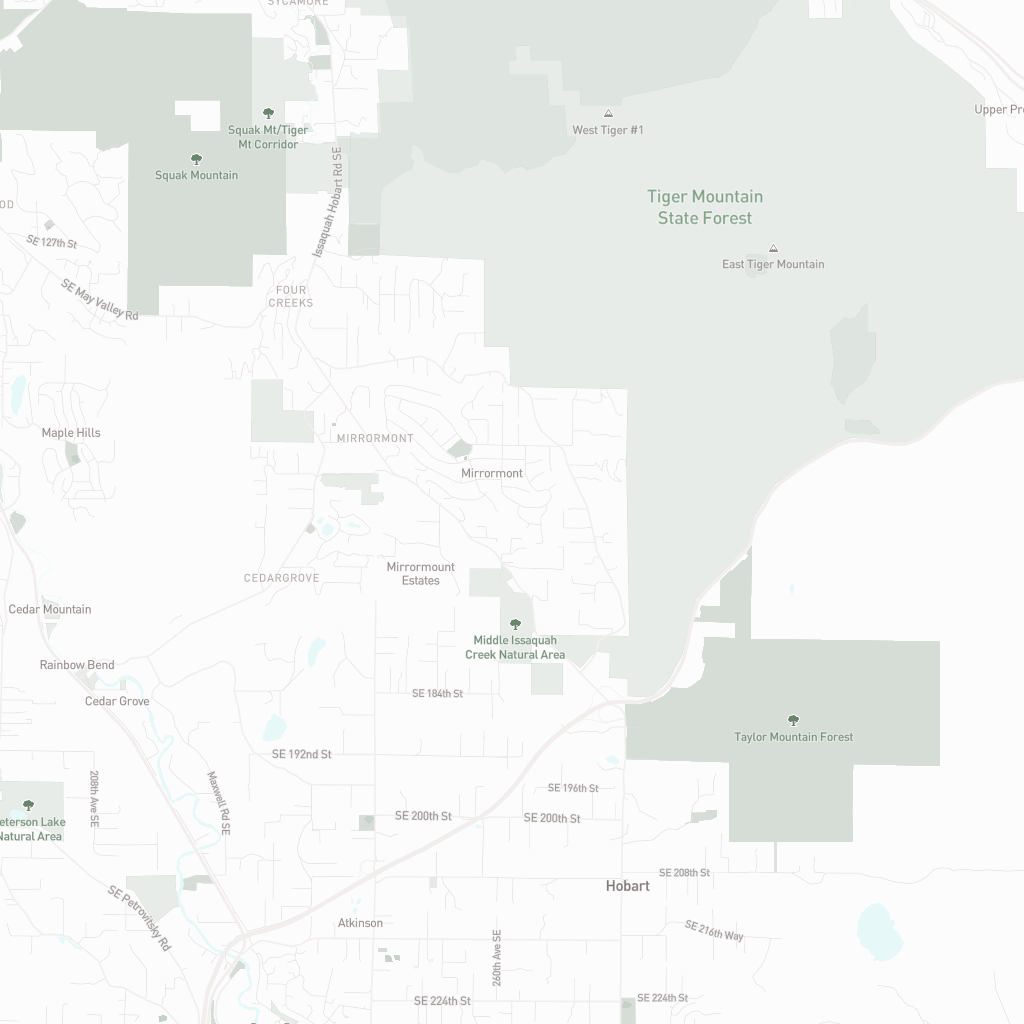 SYCAMORE
Upper Pre
Squak Mt/Tiger
Mt Corridor
West Tiger #1
Squak Mountain
Issaquah Hobart Rd SE
Tiger Mountain
State Forest
OD
SE 127th St
East Tiger Mountain
SE May Valley Rd
FOUR
CREEKS
Maple Hills
MIRRORMONT
Mirrormont
Mirrormount
Estates
CEDARGROVE
Cedar Mountain
Middle Issaquah
Creek Natural Area
Rainbow Bend
SE 184th St
Cedar Grove
Taylor Mountain Forest
SE 192nd St
208th Ave SE
Maxwell Rd SE
SE 196th St
eterson Lake
Natural Area
SE 200th St
SE 200th St
SE 208th St
Hobart
SE Petrovitsky Rd
Atkinson
SE 216th Way
260th Ave SE
SE 224th St
SE 224th St